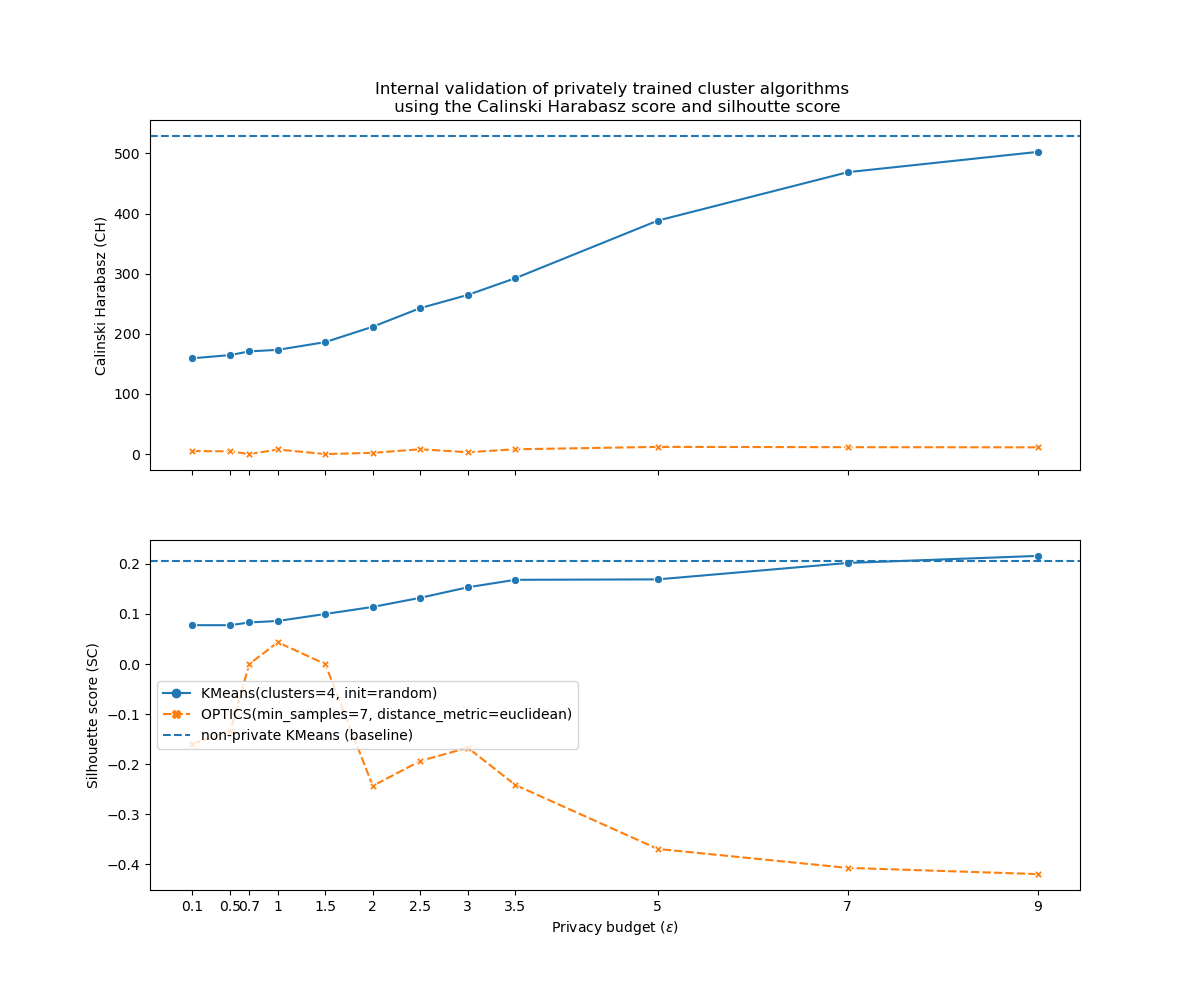 Internal validation of privately trained cluster algorithms
using the Calinski Harabasz score and silhoutte score
500
400
300
200
100
0
Calinski Harabasz (CH)
0.2
0.1
0.0
−0.1
−0.2
−0.3
−0.4
Silhouette score (SC)
KMeans(clusters=4, init=random)
OPTICS(min_samples=7, distance_metric=euclidean)
non-private KMeans (baseline)
0.1 0.5 0.7 1 1.5 2 2.5 3 3.5 5 7 9
Privacy budget (ε)